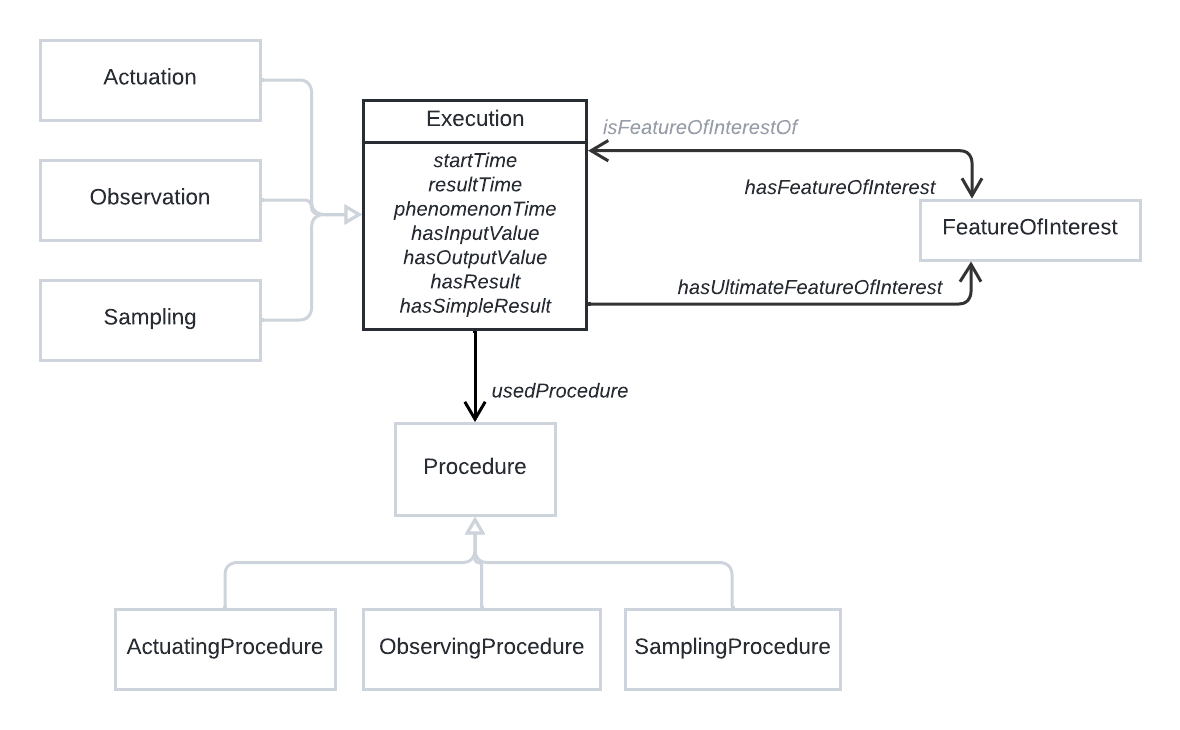 Actuation
Execution
isFeatureOfInterestOf
startTime
resultTime
phenomenonTime
hasInputValue
hasOutputValue
hasResult
hasSimpleResult
Observation
hasFeatureOfInterest
FeatureOfInterest
hasUltimateFeatureOfInterest
Sampling
usedProcedure
Procedure
ActuatingProcedure
ObservingProcedure
SamplingProcedure